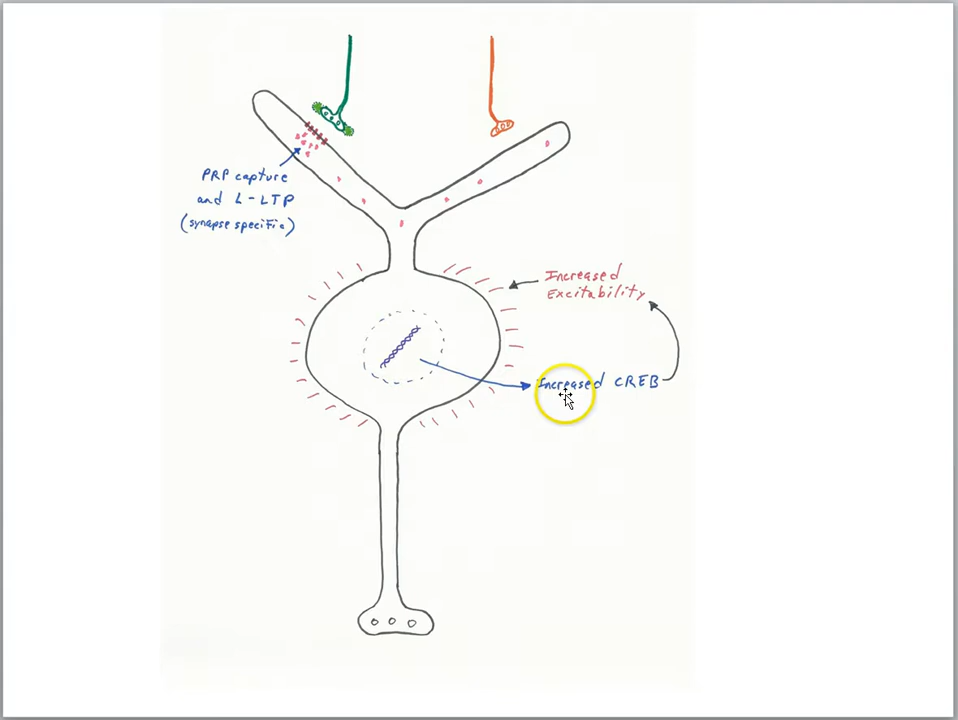 PRP capture
and L-LTP
(synapse specific)
Increased
Excitability
Increased CREB